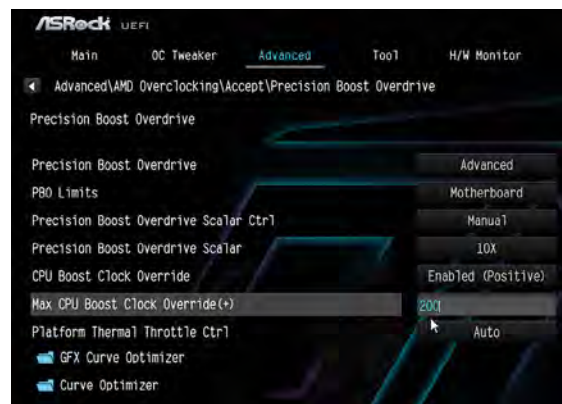 ASRock UEFI
Main OC Tweaker Advanced Tool H/W Monitor
Advanced\AMD Overclocking\Accept\Precision Boost Overdrive
Precision Boost Overdrive
Precision Boost Overdrive Advanced
PBO Limits Motherboard
Precision Boost Overdrive Scalar Ctrl Manual
Precision Boost Overdrive Scalar 10X
CPU Boost Clock Override Enabled (Positive)
Max CPU Boost Clock Override(+) 200
Platform Thermal Throttle Ctrl Auto
GFX Curve Optimizer
Curve Optimizer